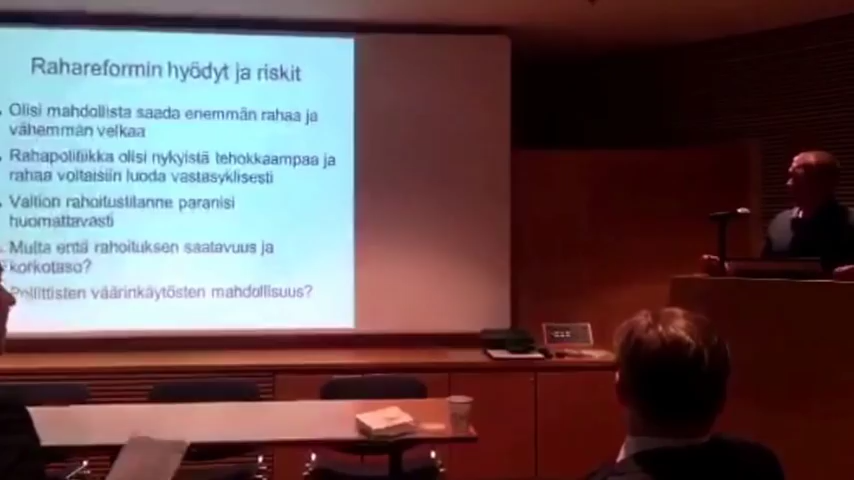 Rahareformin hyödyt ja riskit
Olisi mahdollista saada enemmän rahaa ja
vähemmän velkaa
Rahapolitiikka olisi nykyistä tehokkaampaa ja
rahaa voitaisiin luoda vastasyklisesti
Valtion rahoitustilanne paranisi
huomattavasti
Mutta entä rahoituksen saatavuus ja
korkotaso?
Poliittisten väärinkäytösten mahdollisuus?